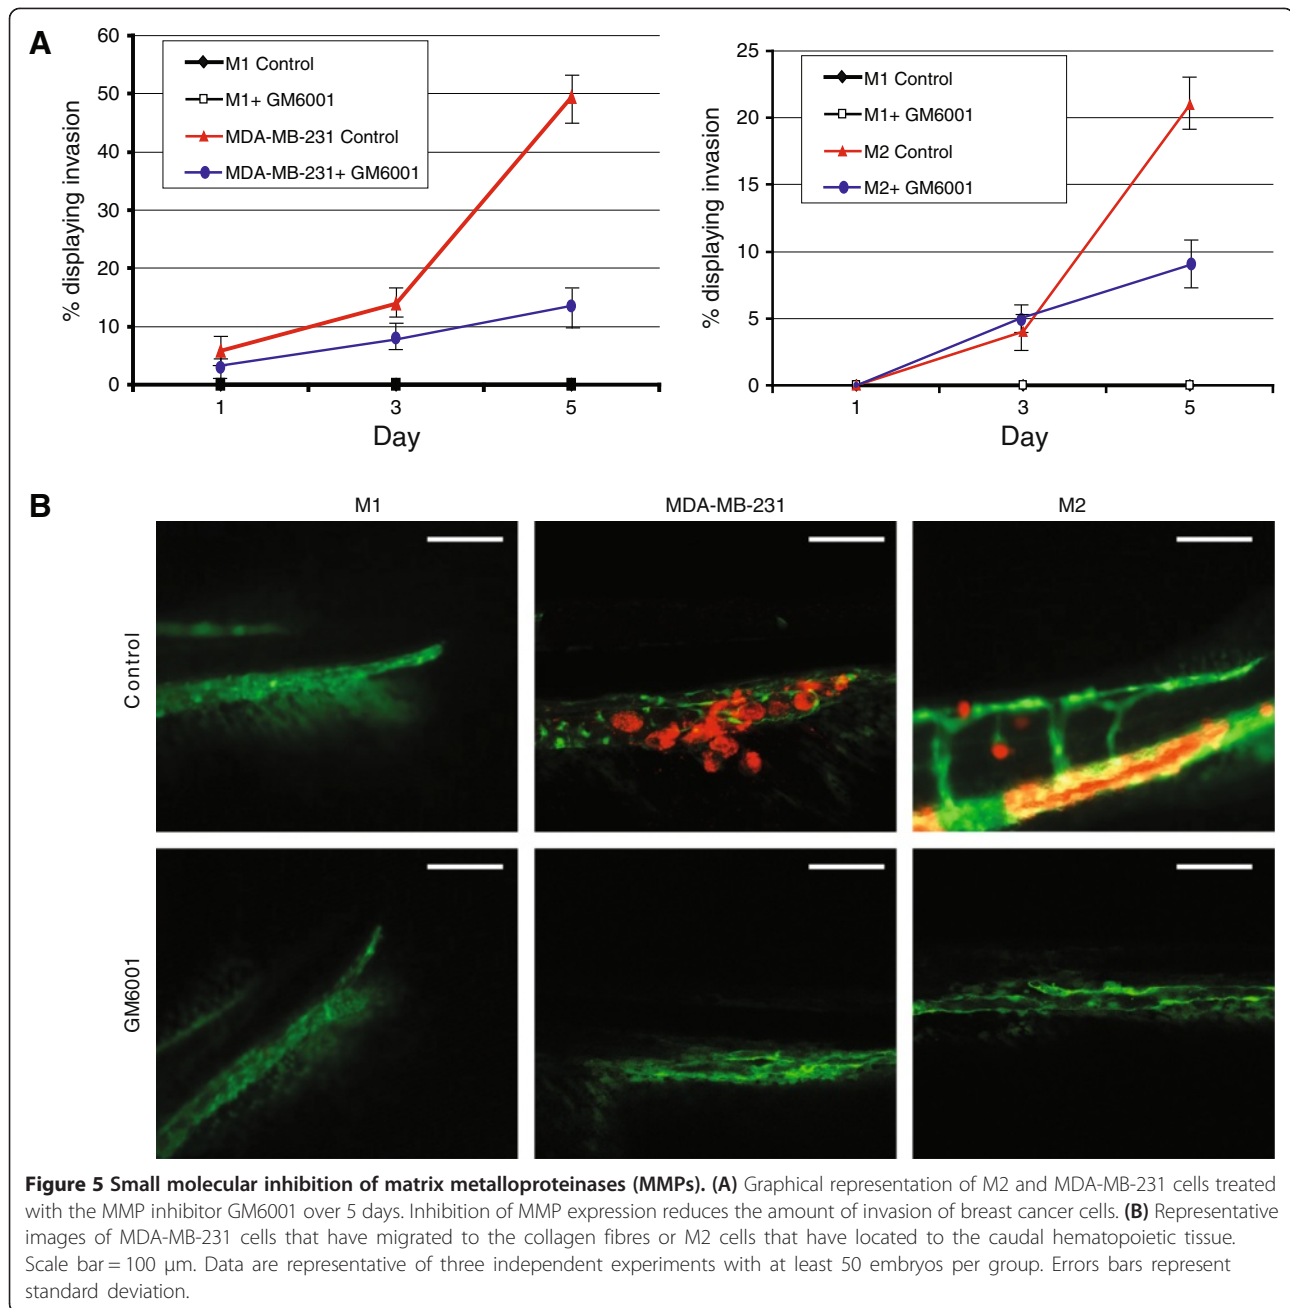 A
60
50
40
30
20
10
0
% displaying invasion
M1 Control
M1+ GM6001
MDA-MB-231 Control
MDA-MB-231+ GM6001
1 3 5
Day
25
20
15
10
5
0
% displaying invasion
M1 Control
M1+ GM6001
M2 Control
M2+ GM6001
1 3 5
Day
B
M1 MDA-MB-231 M2
Control
GM6001
Figure 5 Small molecular inhibition of matrix metalloproteinases (MMPs). (A) Graphical representation of M2 and MDA-MB-231 cells treated
with the MMP inhibitor GM6001 over 5 days. Inhibition of MMP expression reduces the amount of invasion of breast cancer cells. (B) Representative
images of MDA-MB-231 cells that have migrated to the collagen fibres or M2 cells that have located to the caudal hematopoietic tissue.
Scale bar = 100 μm. Data are representative of three independent experiments with at least 50 embryos per group. Errors bars represent
standard deviation.